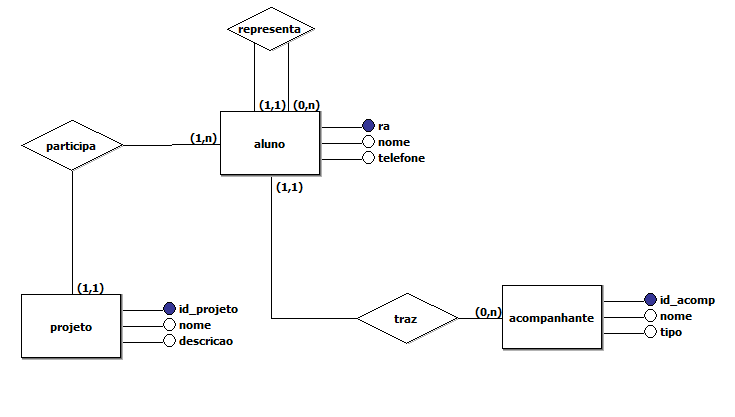 representa
(1,1) (0,n)
ra
(1,n)
aluno
nome
participa
telefone
(1,1)
(1,1)
id_projeto
projeto
nome
descricao
traz
(0,n)
id_acomp
acompanhante
nome
tipo